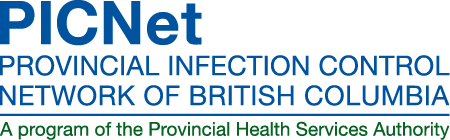 PICNet
PROVINCIAL INFECTION CONTROL
NETWORK OF BRITISH COLUMBIA
A program of the Provincial Health Services Authority